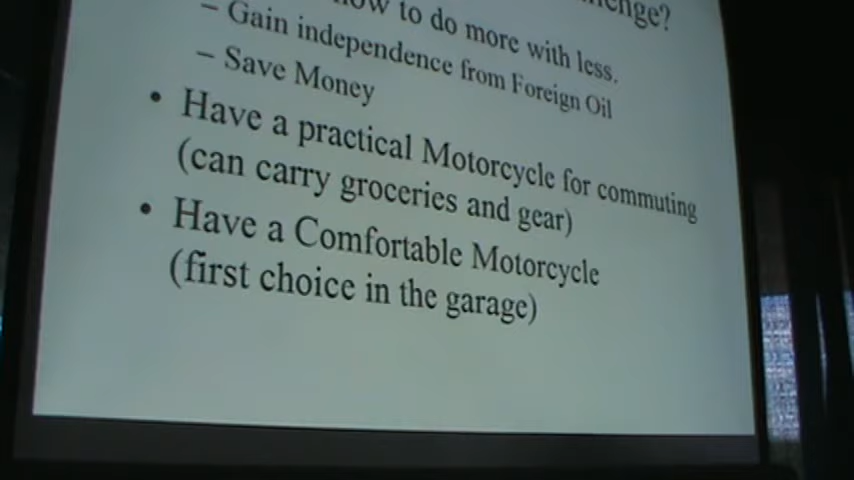 to do more with less.
– Gain independence from Foreign Oil
– Save Money
• Have a practical Motorcycle for commuting
(can carry groceries and gear)
• Have a Comfortable Motorcycle
(first choice in the garage)